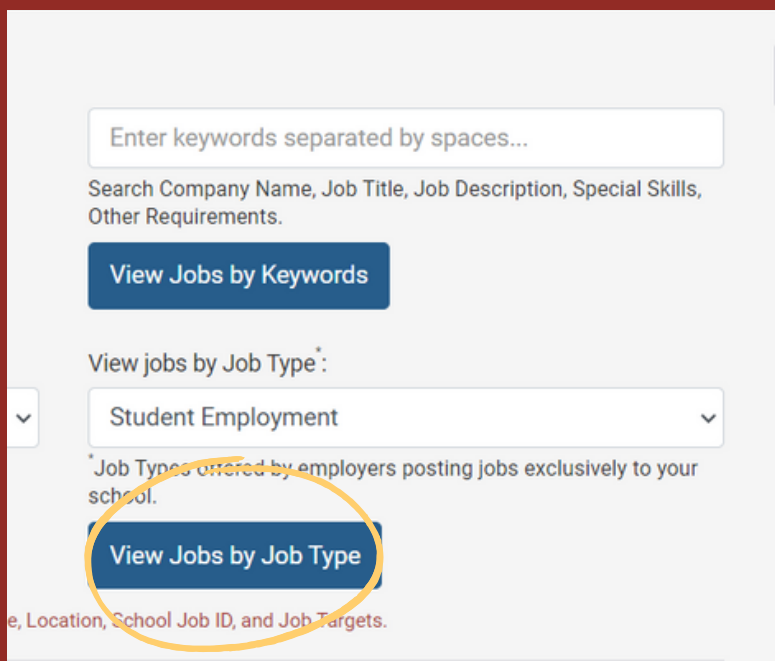 Enter keywords separated by spaces...
Search Company Name, Job Title, Job Description, Special Skills,
Other Requirements.
View Jobs by Keywords
View jobs by Job Type*:
Student Employment
*Job Types offered by employers posting jobs exclusively to your
school.
View Jobs by Job Type
e, Location, School Job ID, and Job Targets.